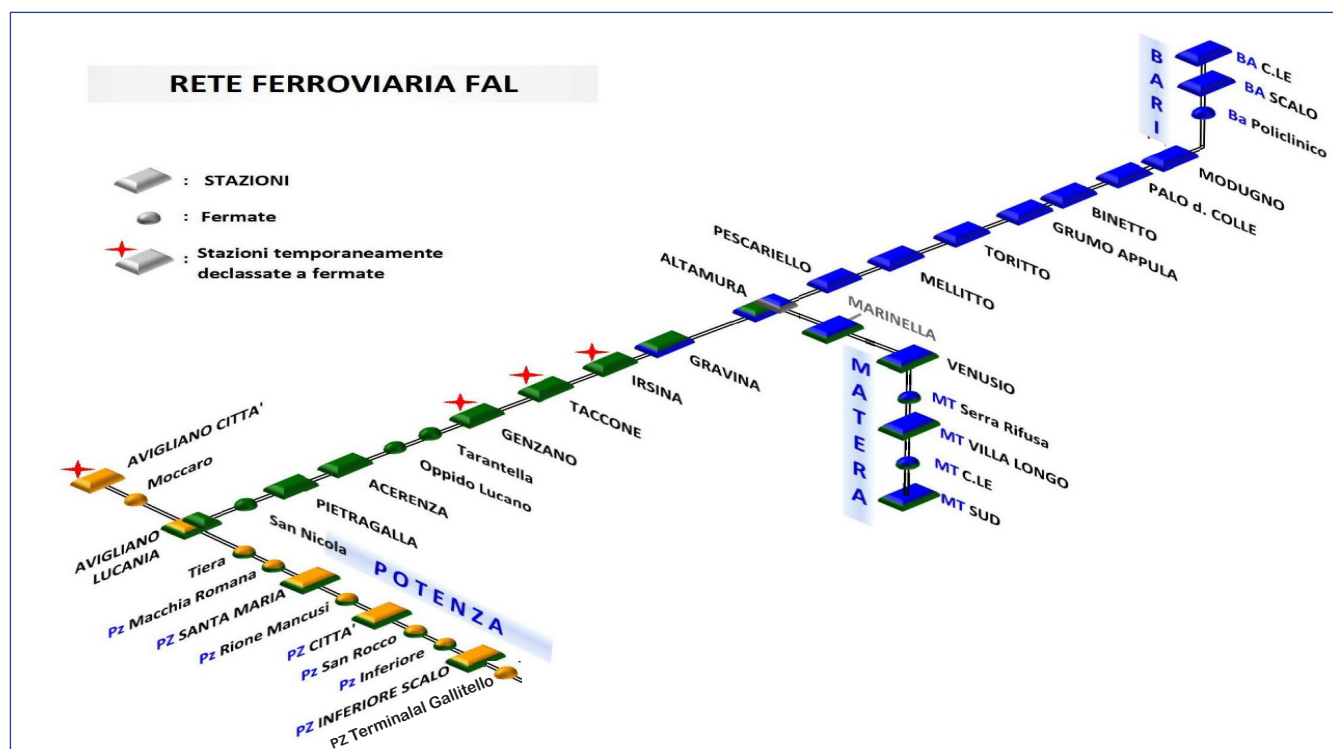 RETE FERROVIARIA FAL
: STAZIONI
: Fermate
: Stazioni temporaneamente
declassate a fermate
BARI
BA C.LE
BA SCALO
Ba Policlinico
MODUGNO
PALO d. COLLE
BINETTO
GRUMO APPULA
TORITTO
MELLITTO
PESCARIELLO
ALTAMURA
MARINELLA
VENUSIO
MATERA
MT Serra Rifusa
MT VILLA LONGO
MT C.LE
MT SUD
GRAVINA
IRSINA
TACCONE
GENZANO
Tarantella
Oppido Lucano
ACERENZA
PIETRAGALLA
San Nicola
AVIGLIANO CITTA'
Moccaro
AVIGLIANO
LUCANIA
POTENZA
Tiera
Pz Macchia Romana
PZ SANTA MARIA
Pz Rione Mancusi
PZ CITTA'
Pz San Rocco
Pz Inferiore
PZ INFERIORE SCALO
PZ Terminalal Gallitello